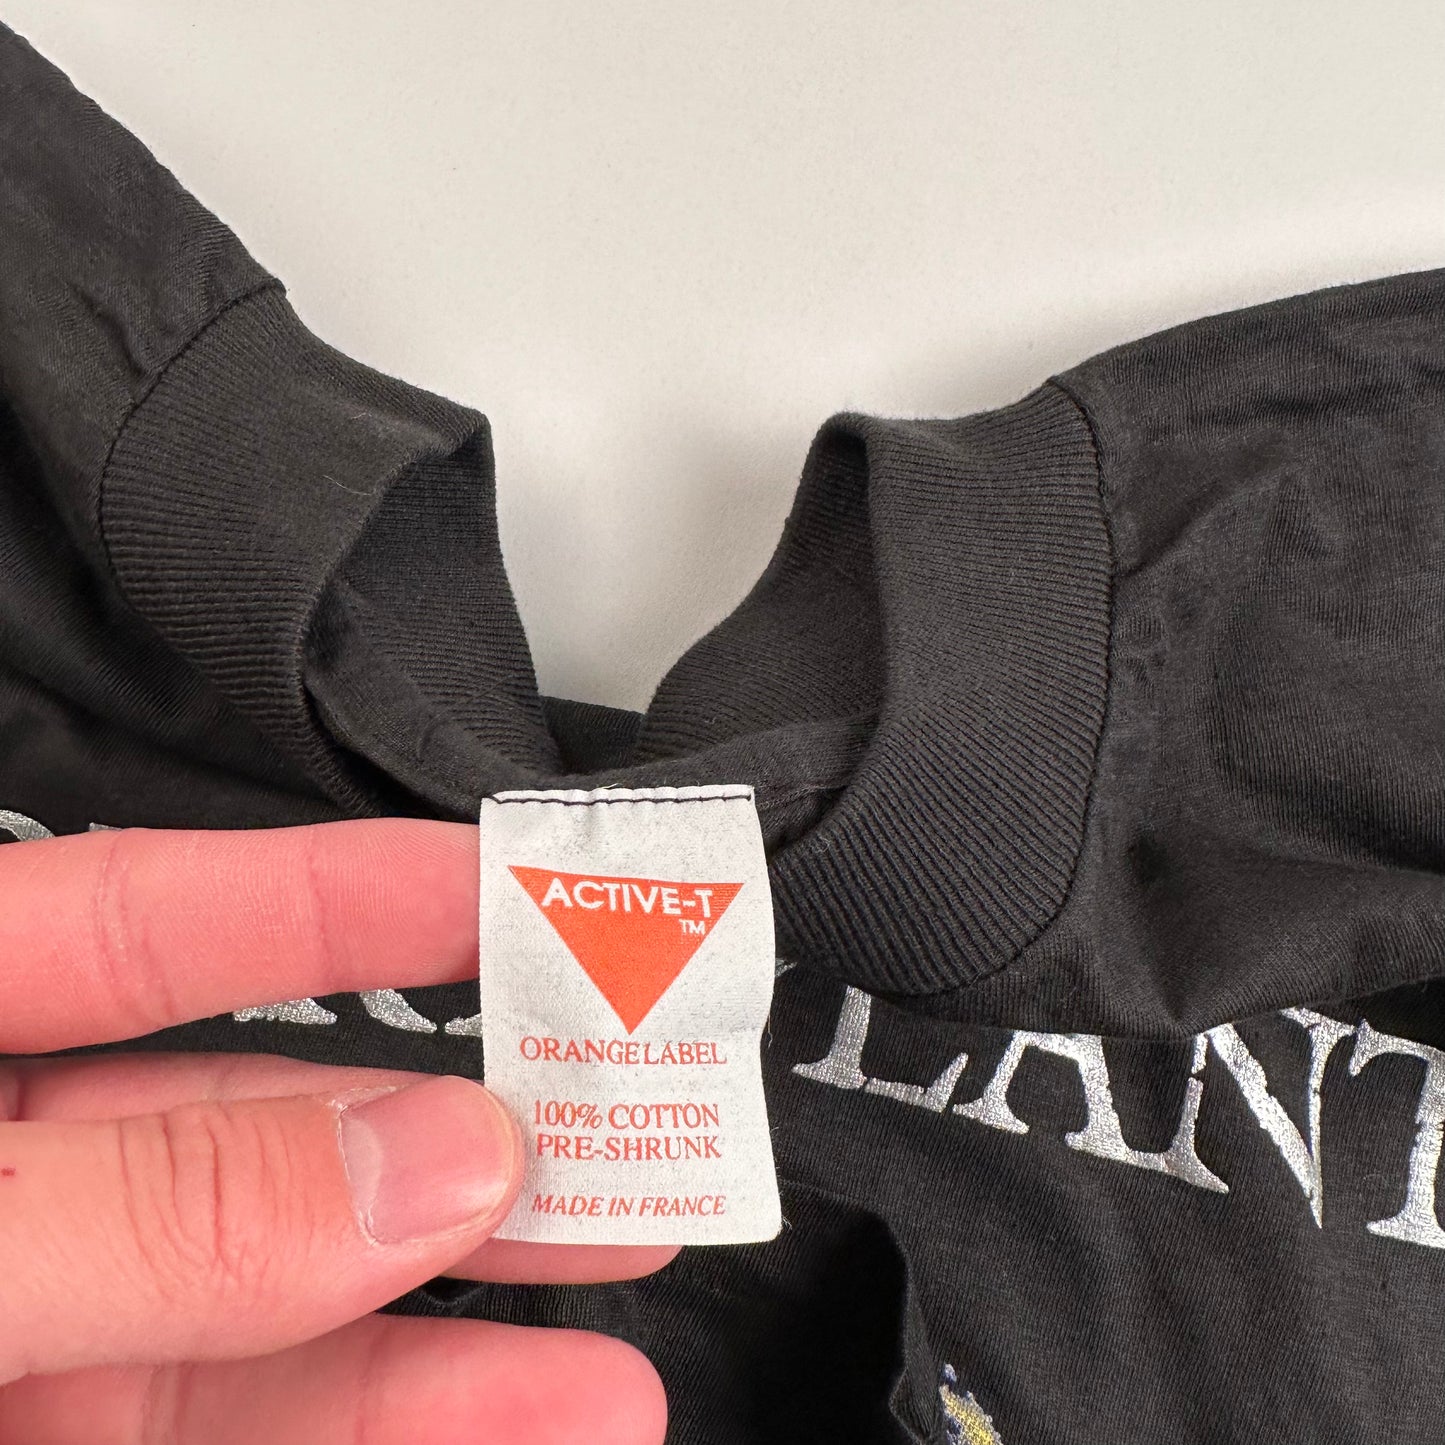 ACTIVE-T
TM
ORANGE LABEL
100% COTTON
PRE-SHRUNK
MADE IN FRANCE
LANT